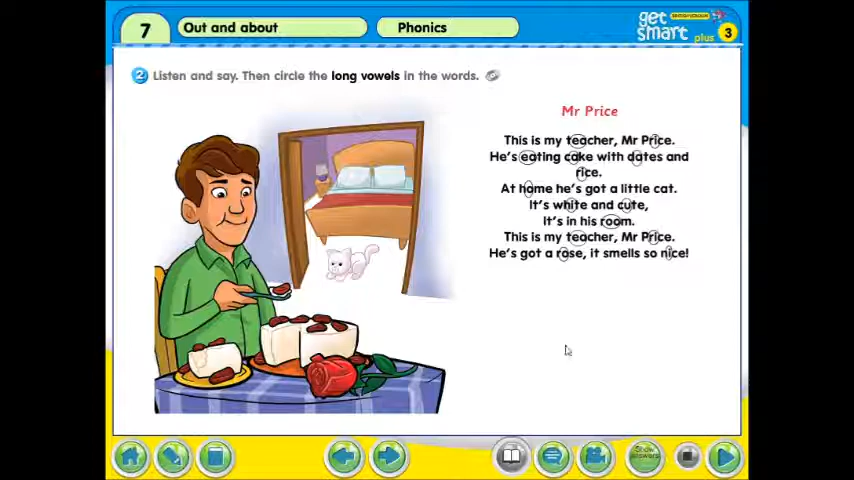 7
Out and about
Phonics
get smart plus 3
2 Listen and say. Then circle the long vowels in the words.
Mr Price
This is my teacher, Mr Price.
He's eating cake with dates and
rice.
At home he's got a little cat.
It's white and cute,
it's in his room.
This is my teacher, Mr Price.
He's got a rose, it smells so nice!
Show
answers